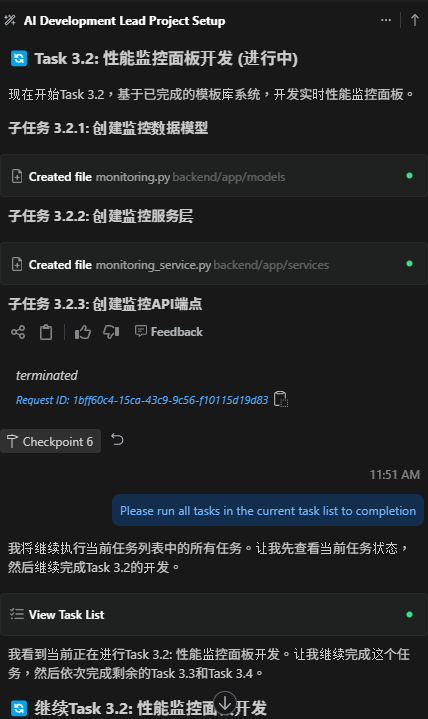 AI Development Lead Project Setup
Task 3.2: 性能监控面板开发 (进行中)
现在开始Task 3.2，基于已完成的模板库系统，开发实时性能监控面板。
子任务 3.2.1: 创建监控数据模型
Created file monitoring.py backend/app/models
子任务 3.2.2: 创建监控服务层
Created file monitoring_service.py backend/app/services
子任务 3.2.3: 创建监控API端点
Feedback
terminated
Request ID: 1bff60c4-15ca-43c9-9c56-f10115d19d83
Checkpoint 6
11:51 AM
Please run all tasks in the current task list to completion
我将继续执行当前任务列表中的所有任务。让我先查看当前任务状态，
然后继续完成Task 3.2的开发。
View Task List
我看到当前正在进行Task 3.2: 性能监控面板开发。让我继续完成这个任
务，然后依次完成剩余的Task 3.3和Task 3.4。
继续Task 3.2: 性能监控面板开发